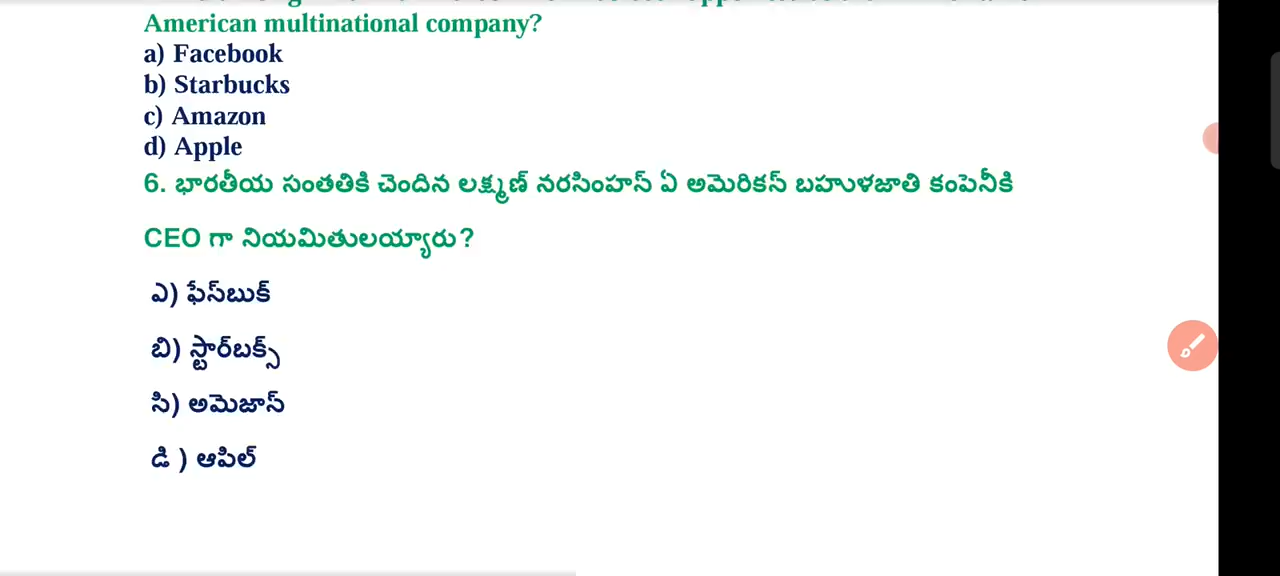 American multinational company?
a) Facebook
b) Starbucks
c) Amazon
d) Apple
6. భారతీయ సంతతికి చెందిన లక్ష్మణ్ నరసింహన్ ఏ అమెరికన్ బహుళజాతి కంపెనీకి
CEO గా నియమితులయ్యారు?
ఎ) ఫేస్‌బుక్
బి) స్టార్‌బక్స్
సి) అమెజాన్
డి ) ఆపిల్